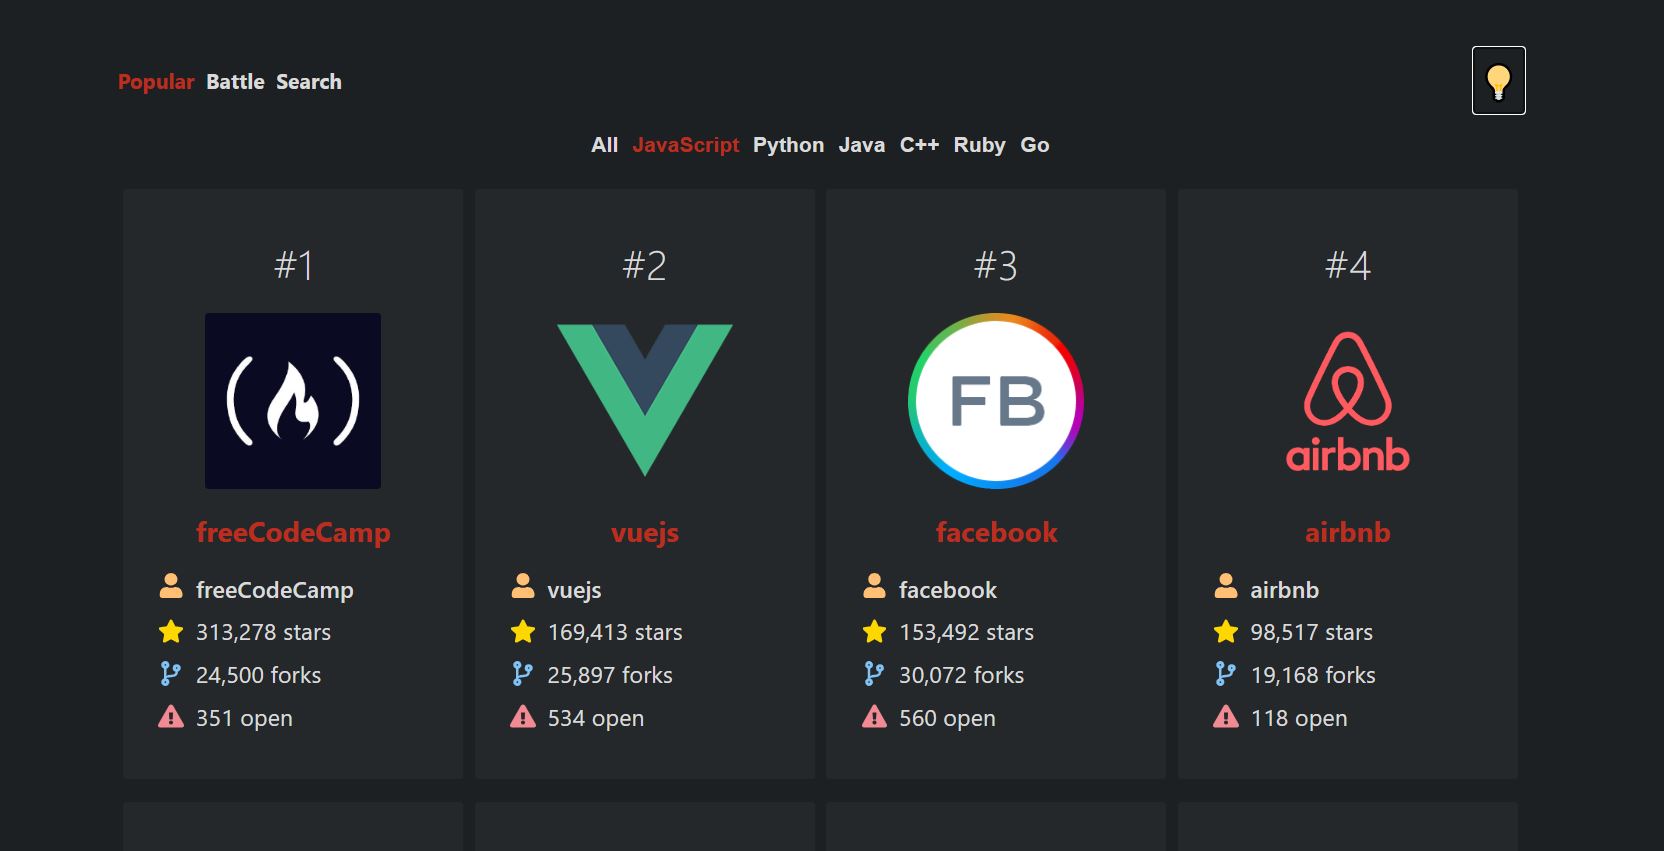 Popular Battle Search
All JavaScript Python Java C++ Ruby Go
#1
freeCodeCamp
freeCodeCamp
313,278 stars
24,500 forks
351 open
#2
vuejs
vuejs
169,413 stars
25,897 forks
534 open
#3
FB
facebook
facebook
153,492 stars
30,072 forks
560 open
#4
airbnb
airbnb
airbnb
98,517 stars
19,168 forks
118 open